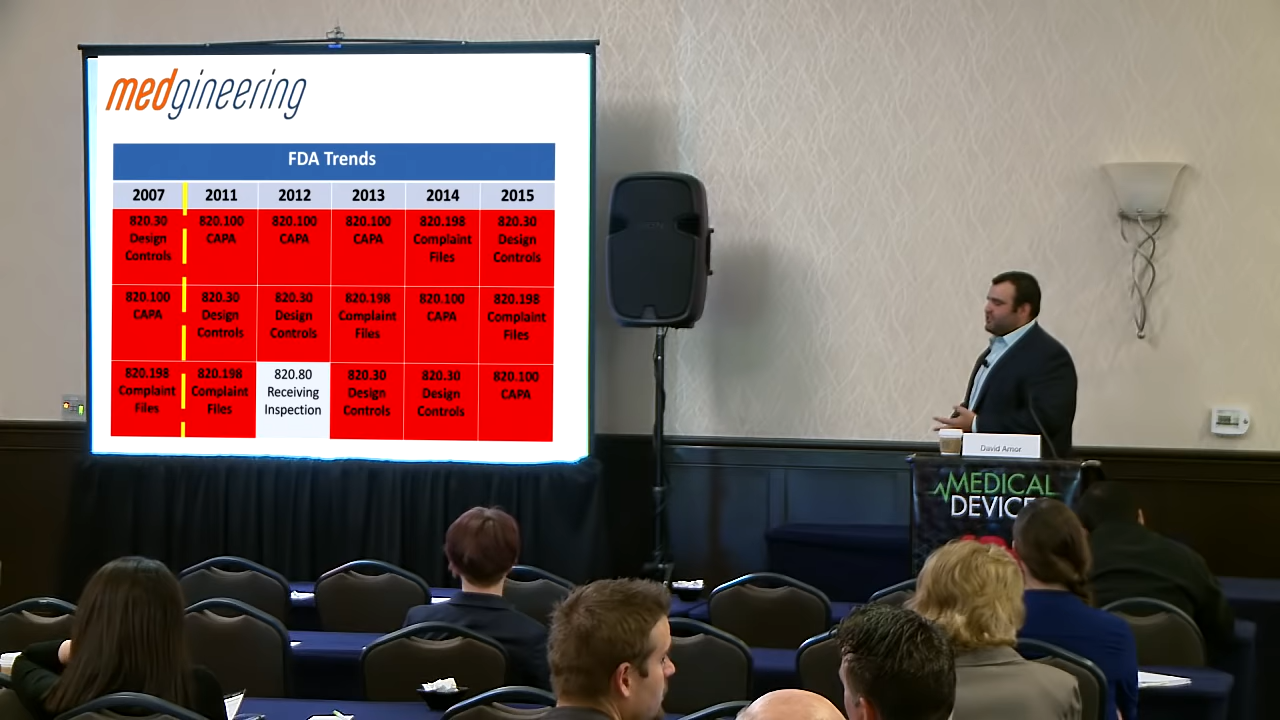 medgineering
FDA Trends
2007 2011 2012 2013 2014 2015
820.30 Design Controls
820.100 CAPA
820.100 CAPA
820.100 CAPA
820.198 Complaint Files
820.30 Design Controls
820.100 CAPA
820.30 Design Controls
820.30 Design Controls
820.198 Complaint Files
820.100 CAPA
820.198 Complaint Files
820.198 Complaint Files
820.198 Complaint Files
820.80 Receiving Inspection
820.30 Design Controls
820.30 Design Controls
820.100 CAPA
David Amor
MEDICAL
DEVICE